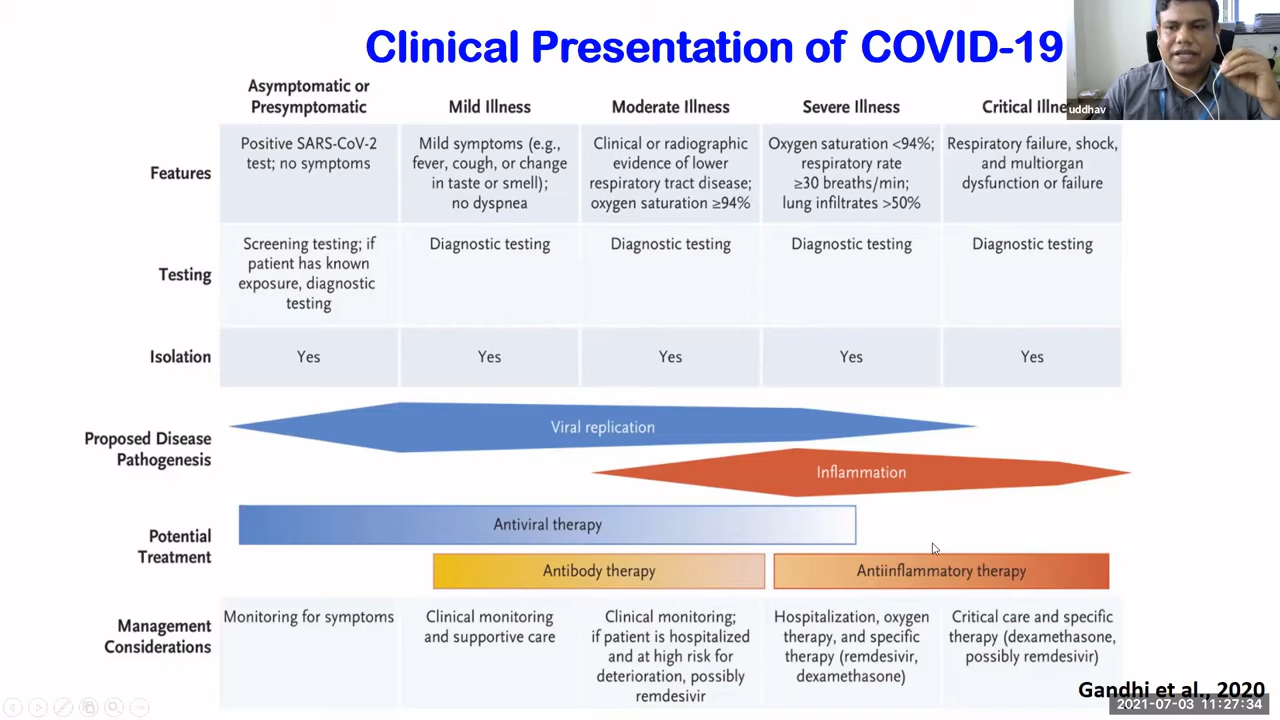 Clinical Presentation of COVID-19
uddhav
Asymptomatic or
Presymptomatic
Mild Illness
Moderate Illness
Severe Illness
Critical Illne
Features
Positive SARS-CoV-2
test; no symptoms
Mild symptoms (e.g.,
fever, cough, or change
in taste or smell);
no dyspnea
Clinical or radiographic
evidence of lower
respiratory tract disease;
oxygen saturation ≥94%
Oxygen saturation <94%;
respiratory rate
≥30 breaths/min;
lung infiltrates >50%
Respiratory failure, shock,
and multiorgan
dysfunction or failure
Testing
Screening testing; if
patient has known
exposure, diagnostic
testing
Diagnostic testing
Diagnostic testing
Diagnostic testing
Diagnostic testing
Isolation
Yes
Yes
Yes
Yes
Yes
Proposed Disease
Pathogenesis
Viral replication
Inflammation
Potential
Treatment
Antiviral therapy
Antibody therapy
Antiinflammatory therapy
Management
Considerations
Monitoring for symptoms
Clinical monitoring
and supportive care
Clinical monitoring;
if patient is hospitalized
and at high risk for
deterioration, possibly
remdesivir
Hospitalization, oxygen
therapy, and specific
therapy (remdesivir,
dexamethasone)
Critical care and specific
therapy (dexamethasone,
possibly remdesivir)
Gandhi et al., 2020
2021-07-03 11:27:34